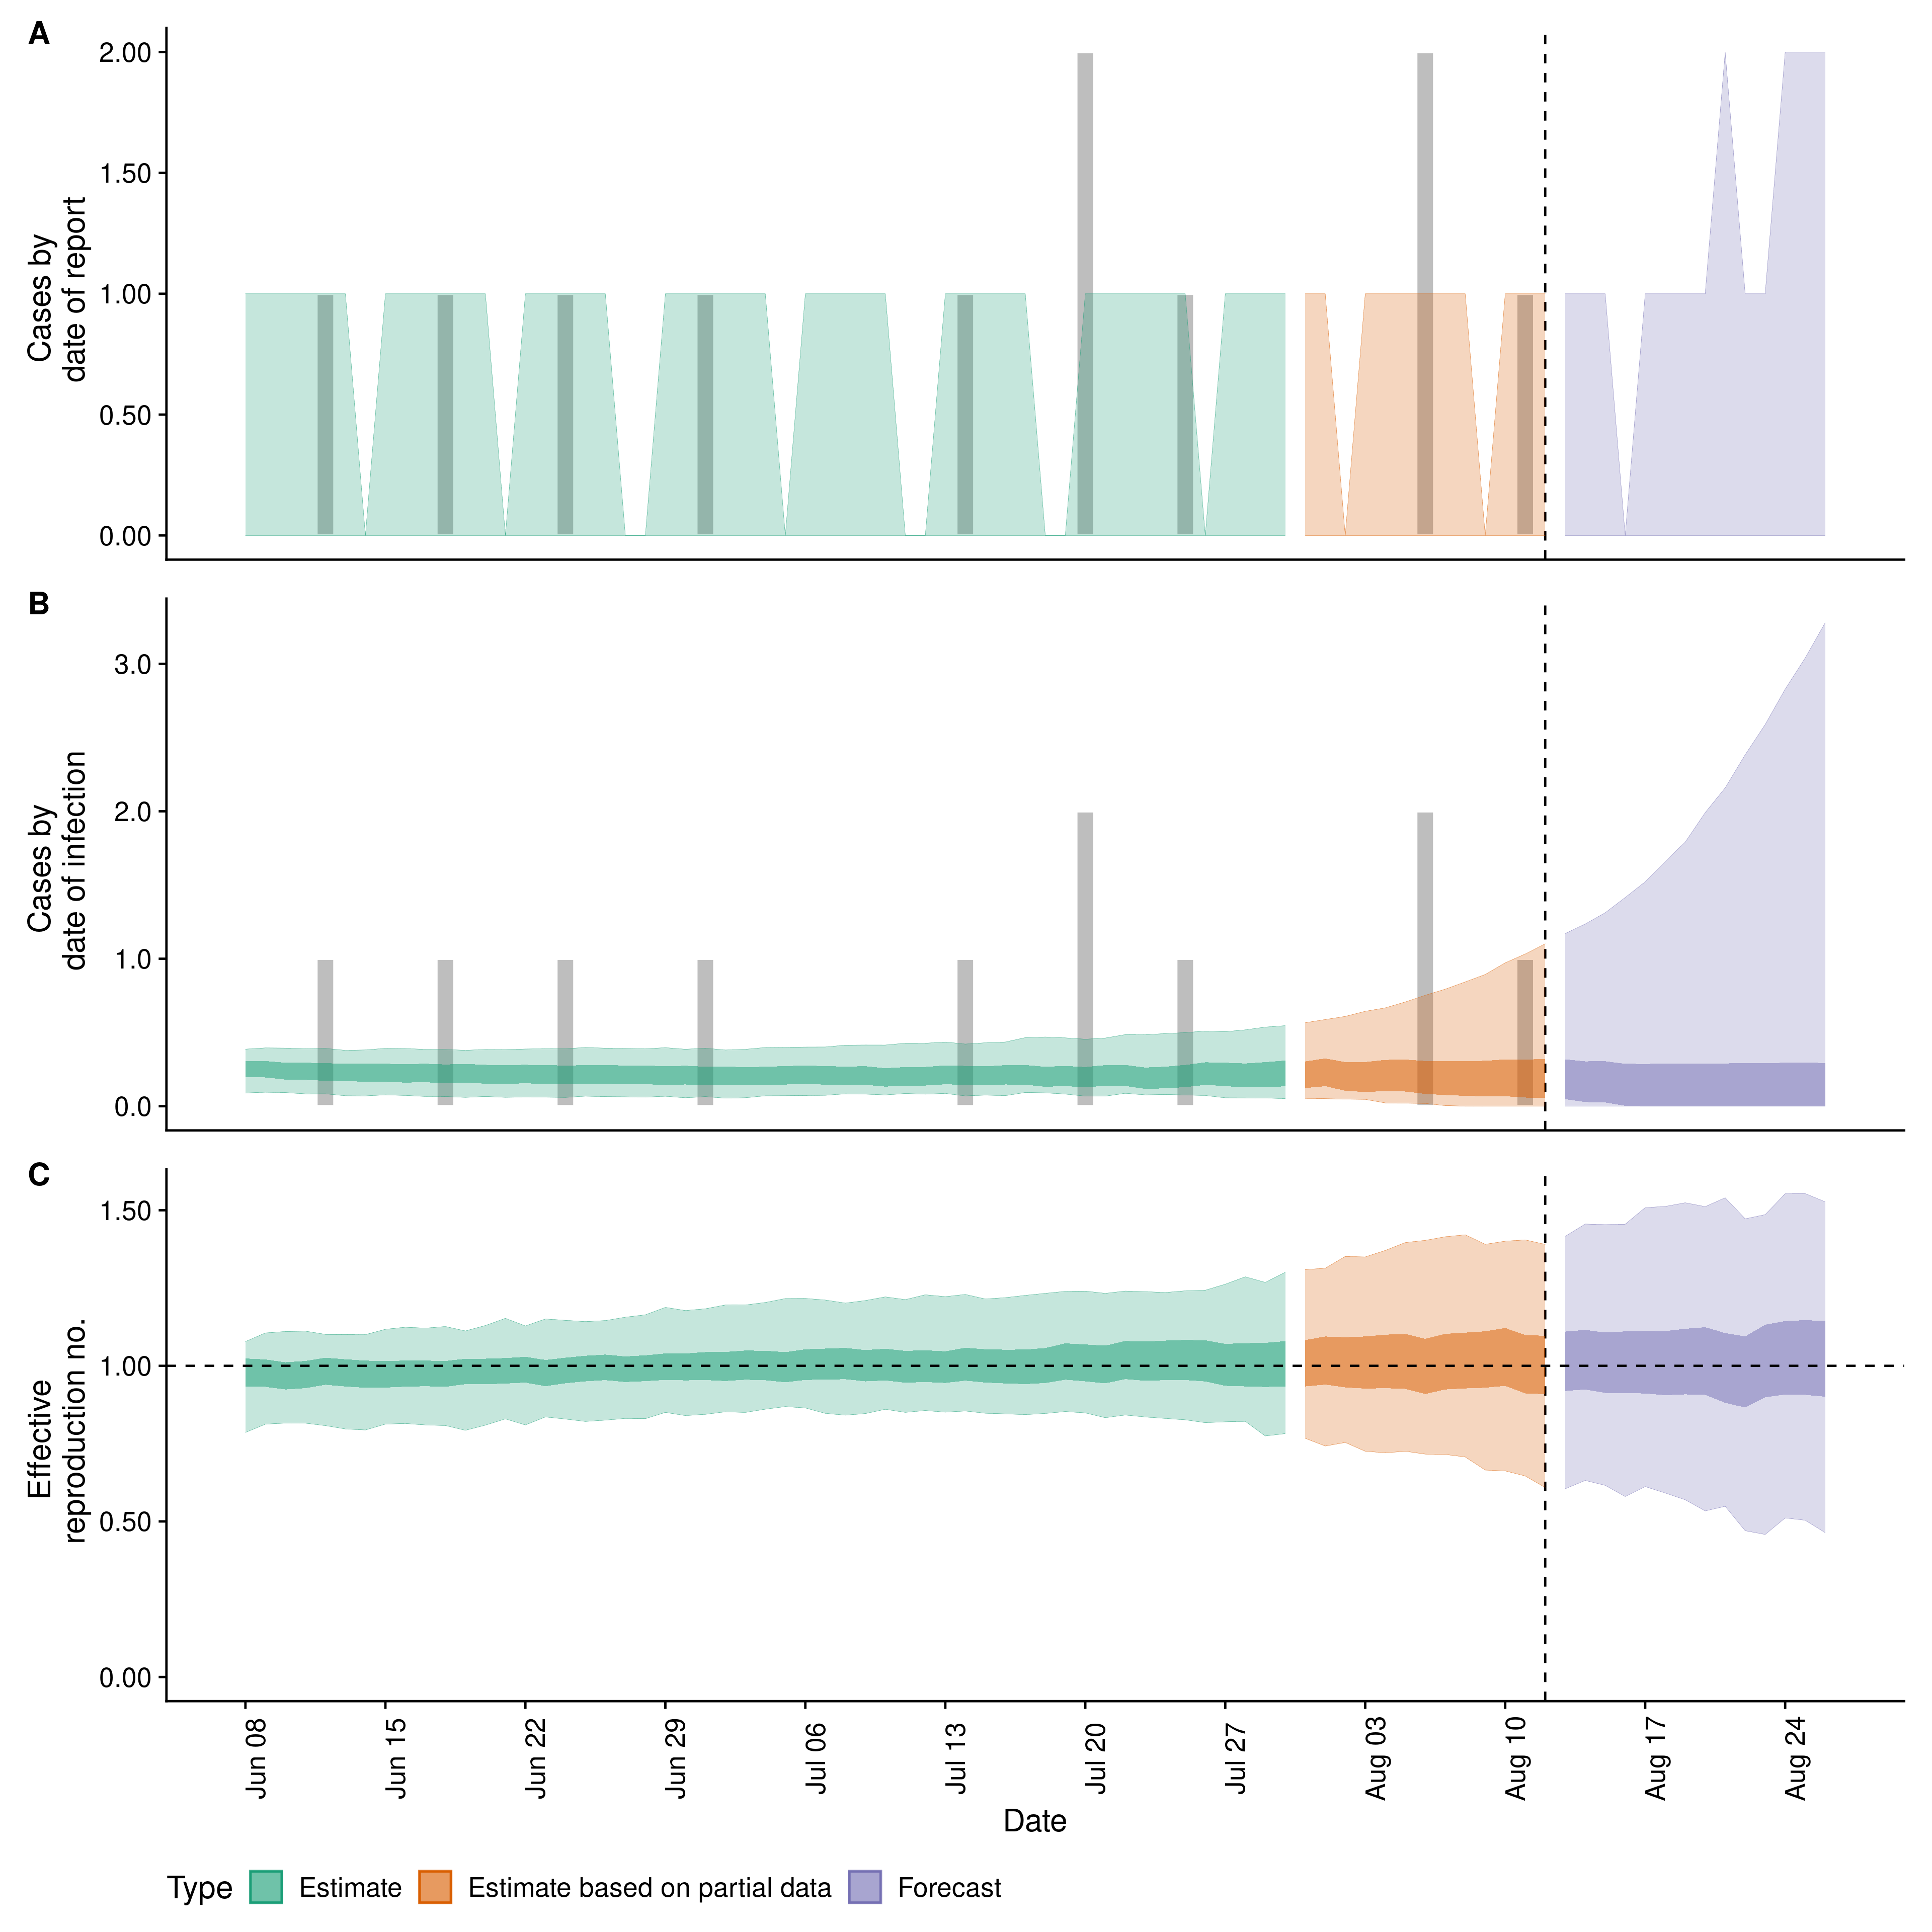 A
Cases by
date of report
2.00
1.50
1.00
0.50
0.00
B
Cases by
date of infection
3.0
2.0
1.0
0.0
C
Effective
reproduction no.
1.50
1.00
0.50
0.00
Jun 08
Jun 15
Jun 22
Jun 29
Jul 06
Jul 13
Jul 20
Jul 27
Aug 03
Aug 10
Aug 17
Aug 24
Date
Type Estimate Estimate based on partial data Forecast